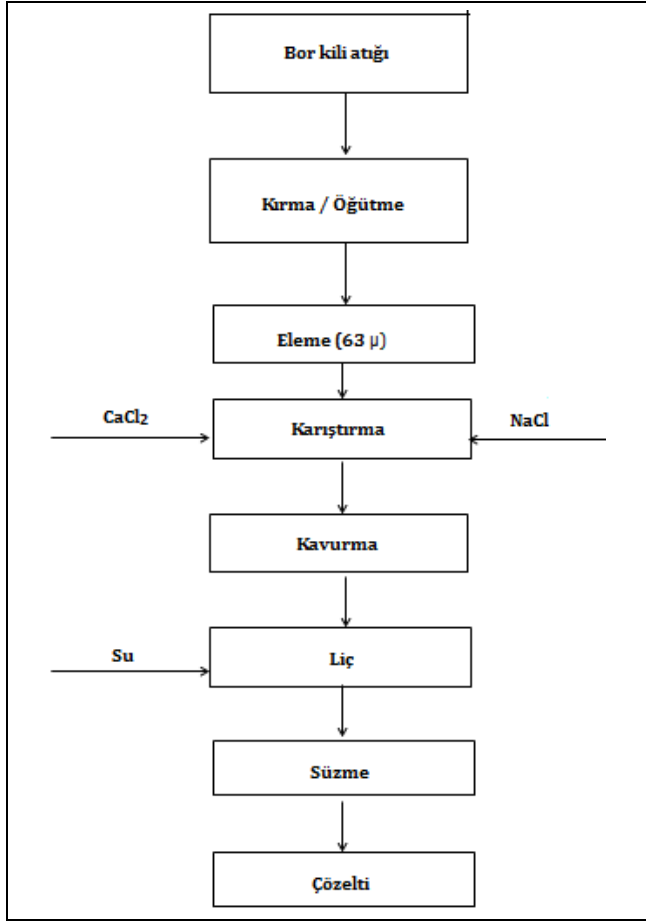 Bor kili atığı
Kırma / Öğütme
Eleme (63 µ)
CaCl₂
Karıştırma
NaCl
Kavurma
Su
Liç
Süzme
Çözelti